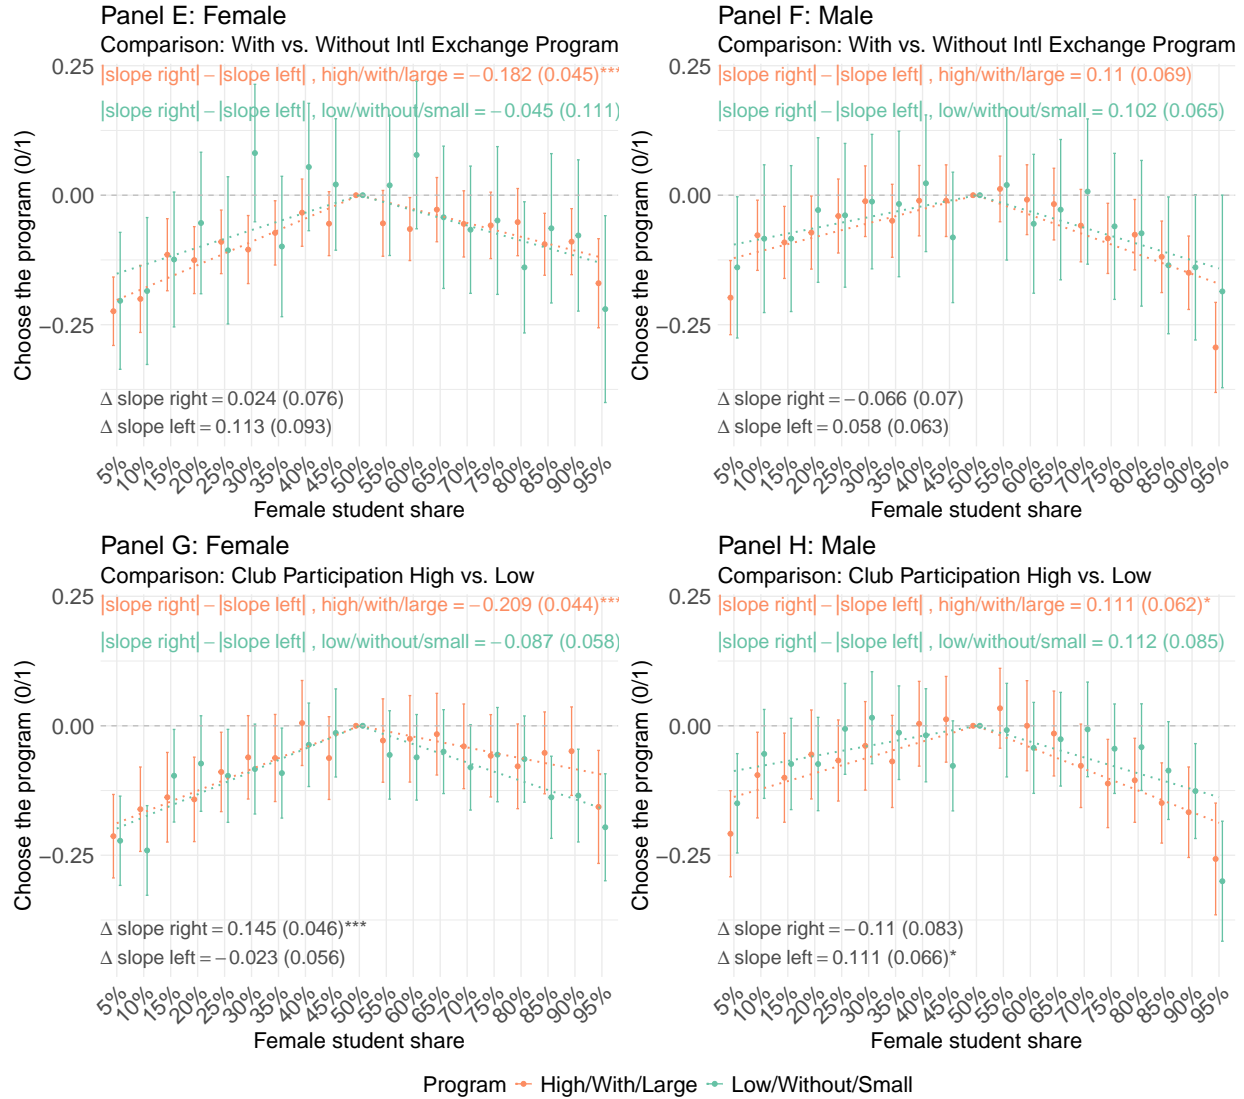 Panel E: Female
Comparison: With vs. Without Intl Exchange Program
|slope right| − |slope left| , high/with/large = −0.182 (0.045)***
|slope right| − |slope left| , low/without/small = −0.045 (0.111)
0.25
0.00
−0.25
Choose the program (0/1)
Δ slope right = 0.024 (0.076)
Δ slope left = 0.113 (0.093)
5% 10% 15% 20% 25% 30% 35% 40% 45% 50% 55% 60% 65% 70% 75% 80% 85% 90% 95%
Female student share
Panel F: Male
Comparison: With vs. Without Intl Exchange Program
|slope right| − |slope left| , high/with/large = 0.11 (0.069)
|slope right| − |slope left| , low/without/small = 0.102 (0.065)
0.25
0.00
−0.25
Choose the program (0/1)
Δ slope right = −0.066 (0.07)
Δ slope left = 0.058 (0.063)
5% 10% 15% 20% 25% 30% 35% 40% 45% 50% 55% 60% 65% 70% 75% 80% 85% 90% 95%
Female student share
Panel G: Female
Comparison: Club Participation High vs. Low
|slope right| − |slope left| , high/with/large = −0.209 (0.044)***
|slope right| − |slope left| , low/without/small = −0.087 (0.058)
0.25
0.00
−0.25
Choose the program (0/1)
Δ slope right = 0.145 (0.046)***
Δ slope left = −0.023 (0.056)
5% 10% 15% 20% 25% 30% 35% 40% 45% 50% 55% 60% 65% 70% 75% 80% 85% 90% 95%
Female student share
Panel H: Male
Comparison: Club Participation High vs. Low
|slope right| − |slope left| , high/with/large = 0.111 (0.062)*
|slope right| − |slope left| , low/without/small = 0.112 (0.085)
0.25
0.00
−0.25
Choose the program (0/1)
Δ slope right = −0.11 (0.083)
Δ slope left = 0.111 (0.066)*
5% 10% 15% 20% 25% 30% 35% 40% 45% 50% 55% 60% 65% 70% 75% 80% 85% 90% 95%
Female student share
Program High/With/Large Low/Without/Small